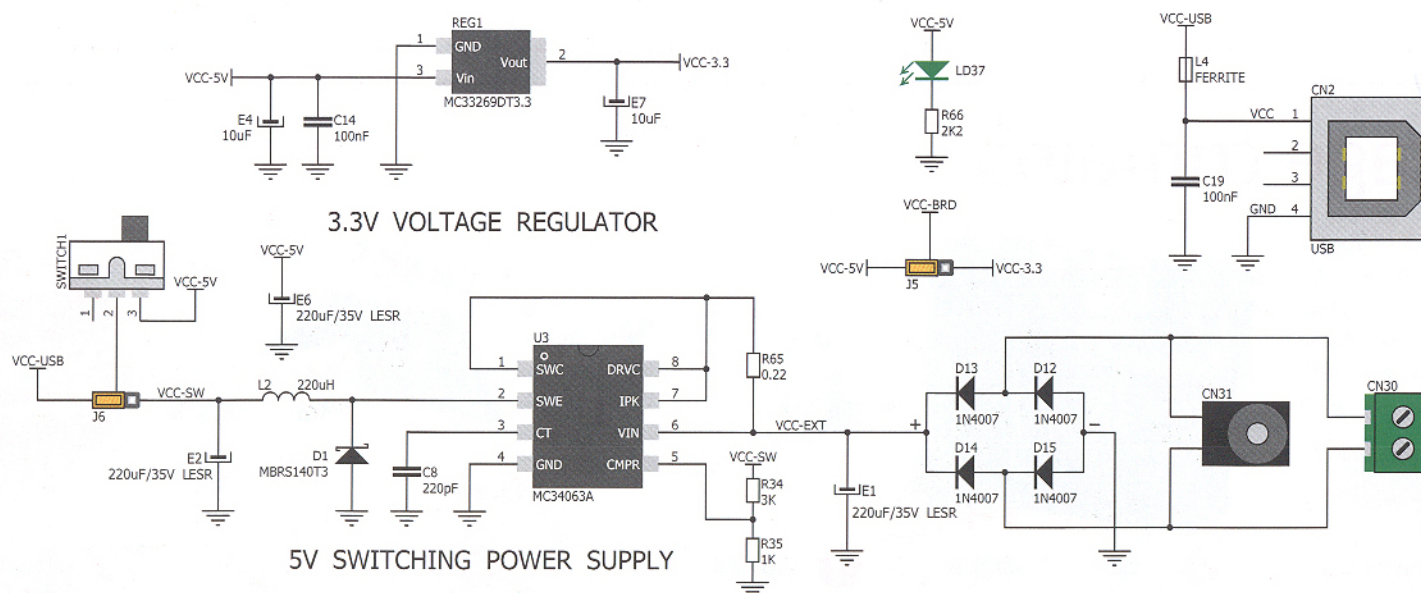 REG1
1
GND
Vout
2
VCC-3.3
VCC-5V
3
Vin
MC33269DT3.3
E4
10uF
C14
100nF
E7
10uF
3.3V VOLTAGE REGULATOR
VCC-5V
LD37
R66
2K2
VCC-USB
L4
FERRITE
CN2
VCC
1
2
3
C19
100nF
GND
4
USB
VCC-BRD
VCC-5V
VCC-3.3
J5
SWITCH1
VCC-5V
1
2
3
VCC-5V
E6
220uF/35V LESR
VCC-USB
J6
VCC-SW
L2
220uH
E2
220uF/35V LESR
D1
MBRS140T3
C8
220pF
U3
1
SWC
DRVC
8
2
SWE
IPK
7
3
CT
VIN
6
4
GND
CMPR
5
MC34063A
R65
0.22
VCC-EXT
VCC-SW
R34
3K
R35
1K
E1
220uF/35V LESR
D13
1N4007
D12
1N4007
+
-
D14
1N4007
D15
1N4007
CN31
CN30
5V SWITCHING POWER SUPPLY